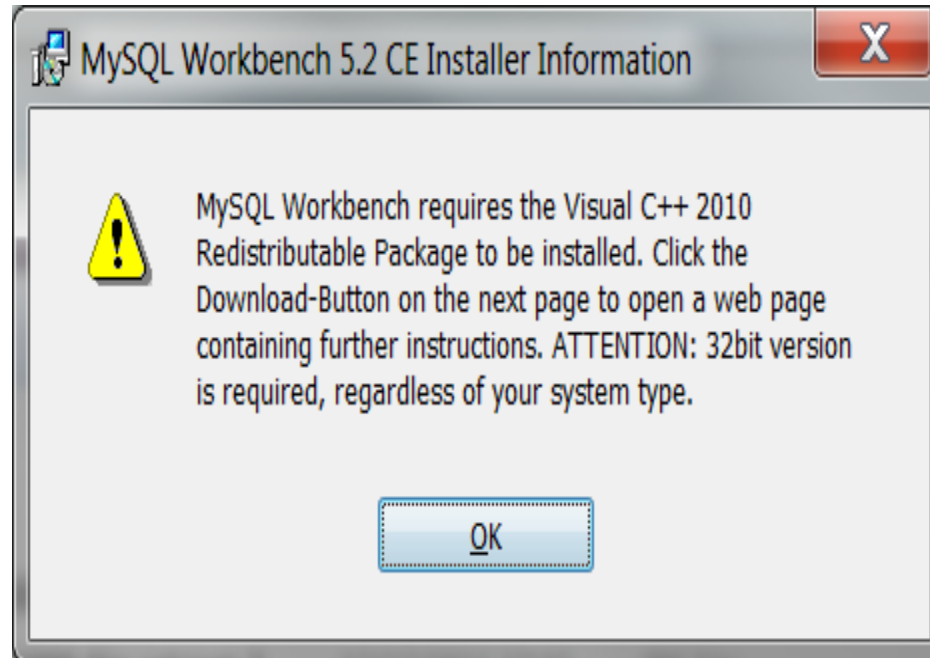 MySQL Workbench 5.2 CE Installer Information
X
MySQL Workbench requires the Visual C++ 2010
Redistributable Package to be installed. Click the
Download-Button on the next page to open a web page
containing further instructions. ATTENTION: 32bit version
is required, regardless of your system type.
OK